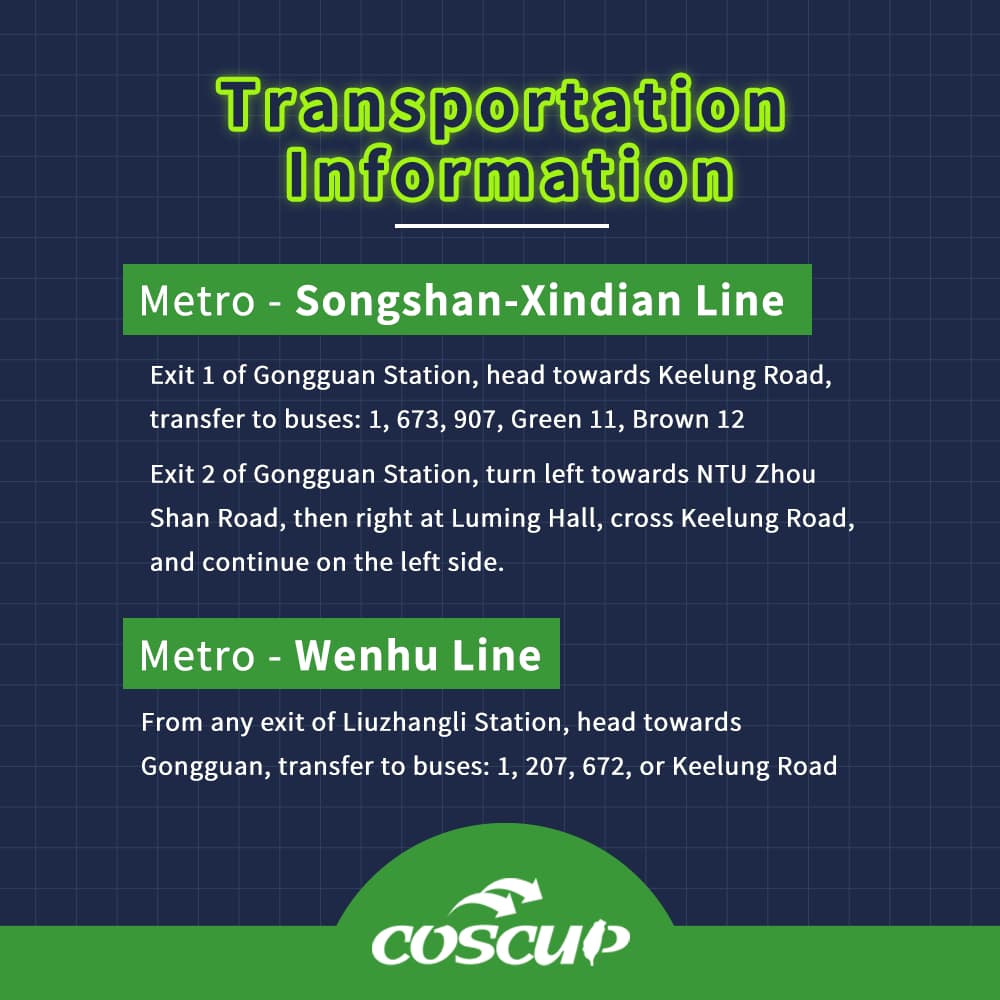 Transportation
Information
Metro - Songshan-Xindian Line
Exit 1 of Gongguan Station, head towards Keelung Road,
transfer to buses: 1, 673, 907, Green 11, Brown 12
Exit 2 of Gongguan Station, turn left towards NTU Zhou
Shan Road, then right at Luming Hall, cross Keelung Road,
and continue on the left side.
Metro - Wenhu Line
From any exit of Liuzhangli Station, head towards
Gongguan, transfer to buses: 1, 207, 672, or Keelung Road
COSCUP